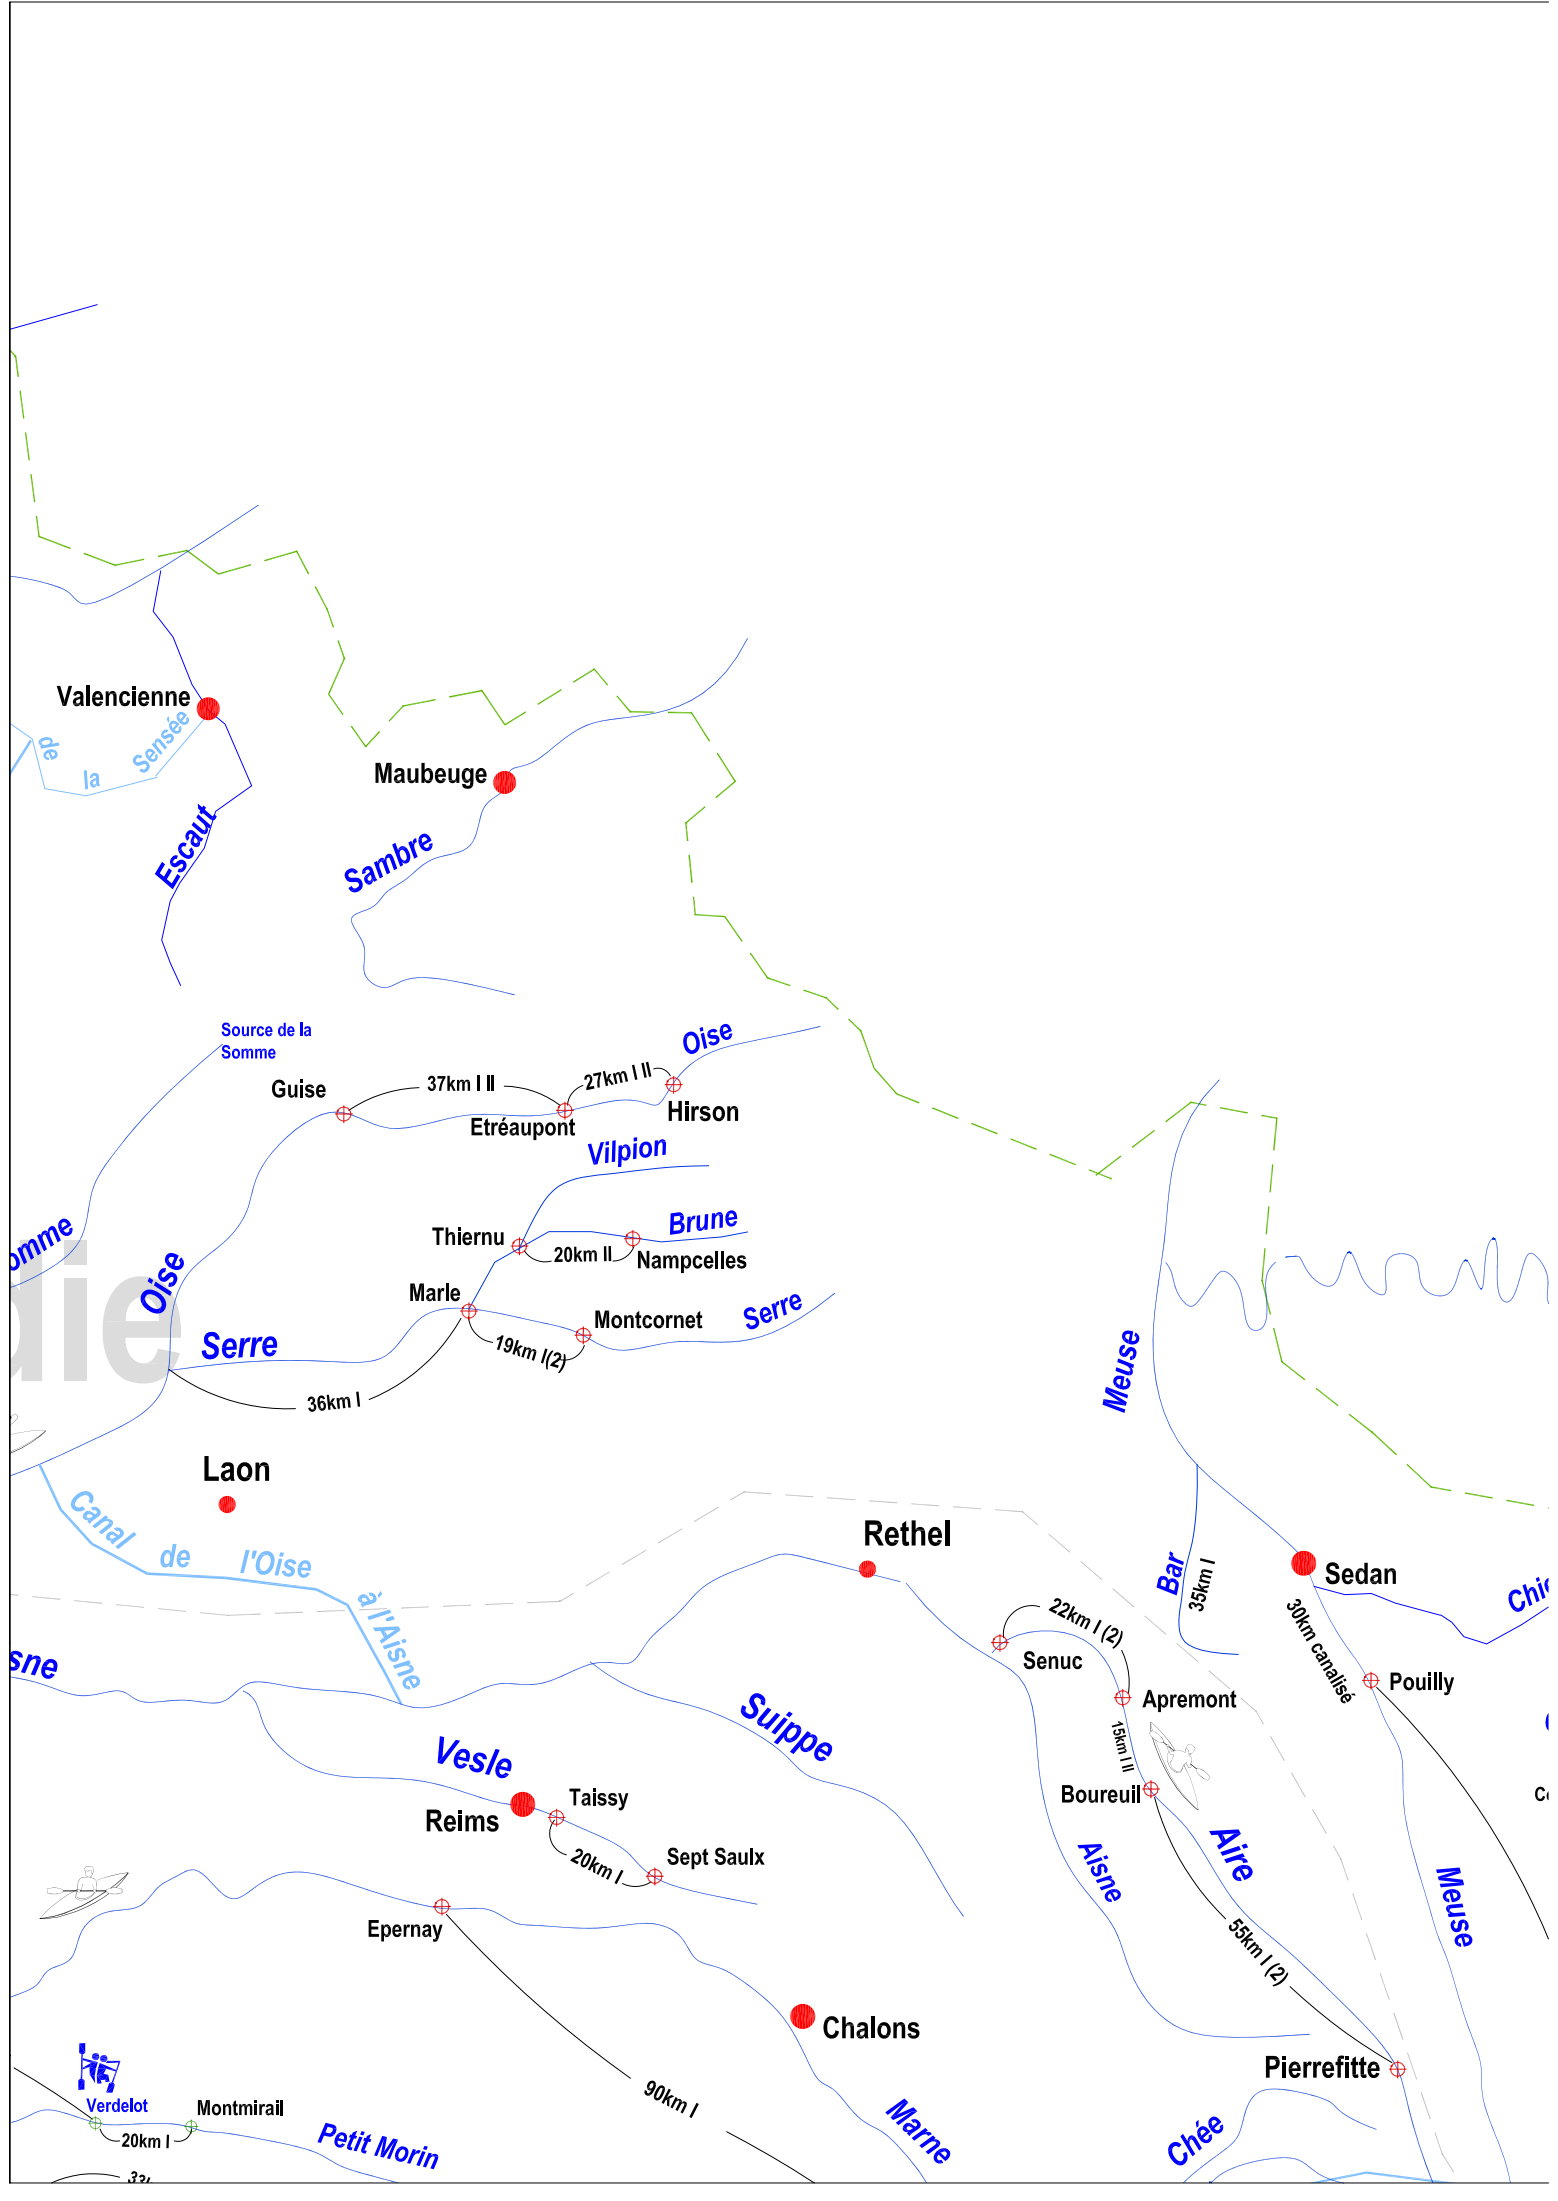 Valencienne
de
la
Sensée
Maubeuge
Escaut
Sambre
Source de la
Somme
Oise
Guise
37km I II
27km I II
Hirson
Etréaupont
Vilpion
Brune
Thiernu
20km II
Nampcelles
omme
die
Oise
Marle
Serre
Montcornet
Serre
19km I(2)
36km I
Meuse
Laon
Canal
de
l'Oise
à l'Aisne
Rethel
Bar
35km I
Sedan
30km canalisé
22km I (2)
Senuc
sne
Pouilly
Apremont
Suippe
15km I II
Vesle
Boureuil
Taissy
Reims
Aire
Sept Saulx
20km I
Aisne
Meuse
Epernay
55km I (2)
Chalons
Pierrefitte
90km I
Verdelot
Montmirail
20km I
Petit Morin
Marne
Chée